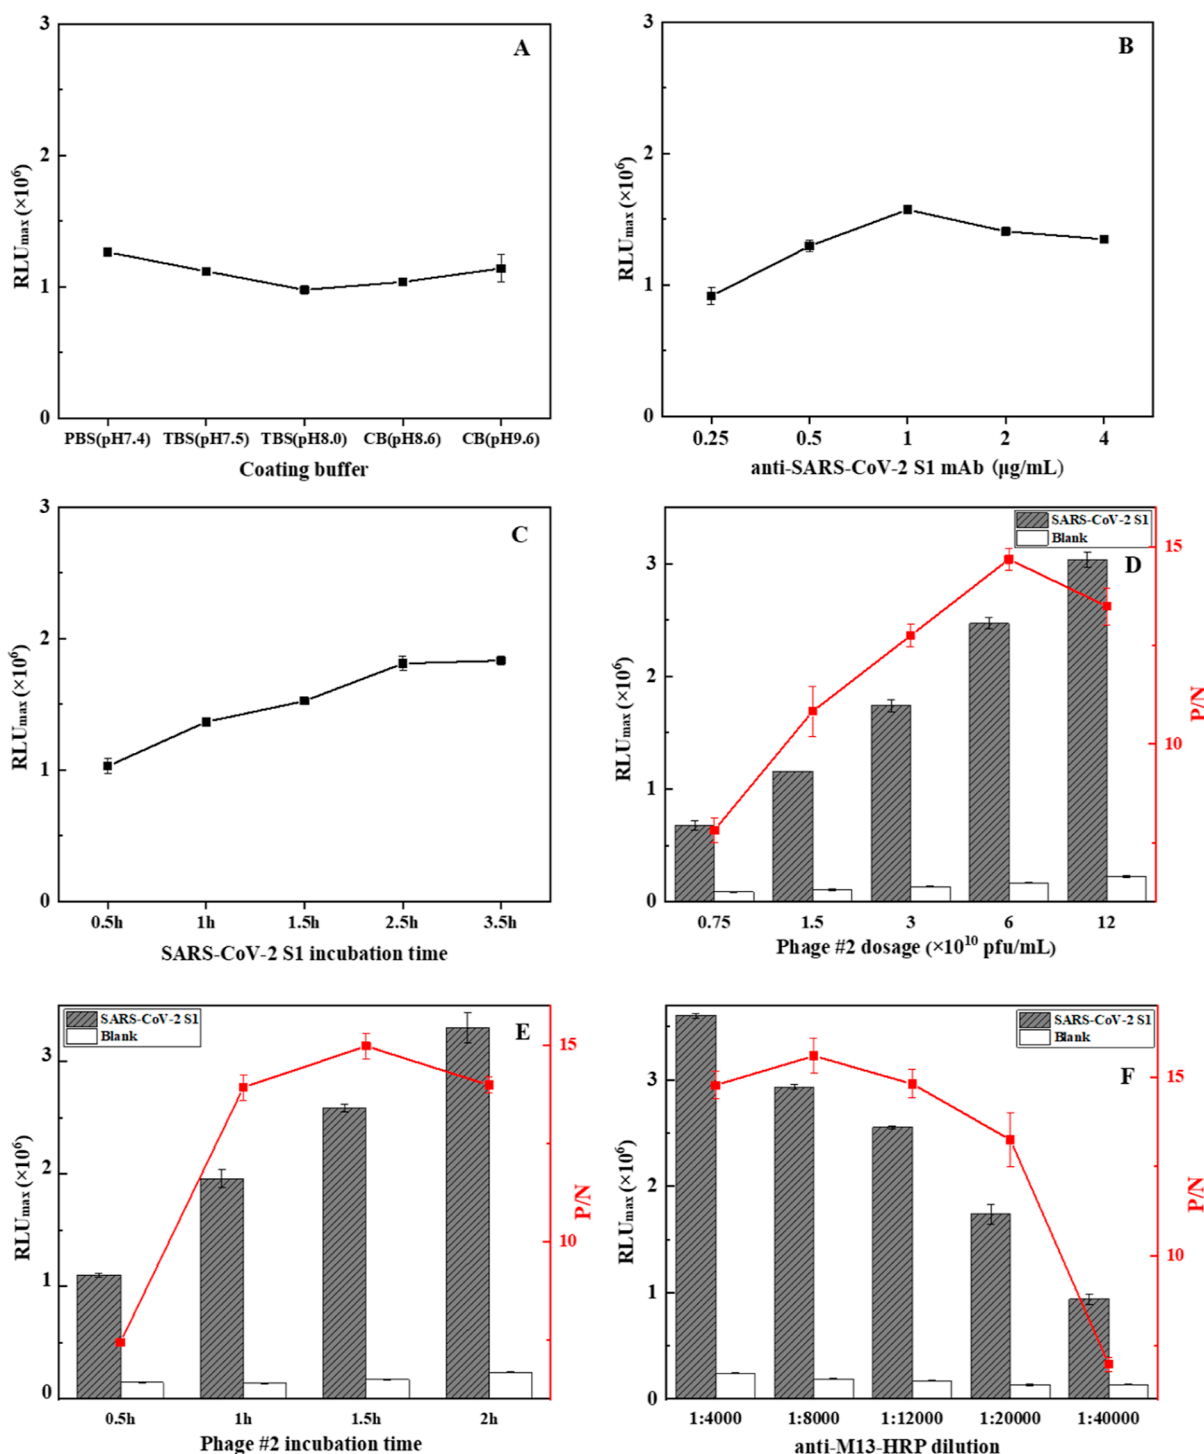 A
3
2
1
0
RLUmax (×10⁶)
PBS(pH7.4) TBS(pH7.5) TBS(pH8.0) CB(pH8.6) CB(pH9.6)
Coating buffer
B
3
2
1
0
RLUmax (×10⁶)
0.25 0.5 1 2 4
anti-SARS-CoV-2 S1 mAb (μg/mL)
C
3
2
1
0
RLUmax (×10⁶)
0.5h 1h 1.5h 2.5h 3.5h
SARS-CoV-2 S1 incubation time
SARS-CoV-2 S1
Blank
D
3
2
1
0
RLUmax (×10⁶)
15
10
P/N
0.75 1.5 3 6 12
Phage #2 dosage (×10¹⁰ pfu/mL)
SARS-CoV-2 S1
Blank
E
3
2
1
0
RLUmax (×10⁶)
15
10
P/N
0.5h 1h 1.5h 2h
Phage #2 incubation time
SARS-CoV-2 S1
Blank
F
3
2
1
0
RLUmax (×10⁶)
15
10
P/N
1:4000 1:8000 1:12000 1:20000 1:40000
anti-M13-HRP dilution